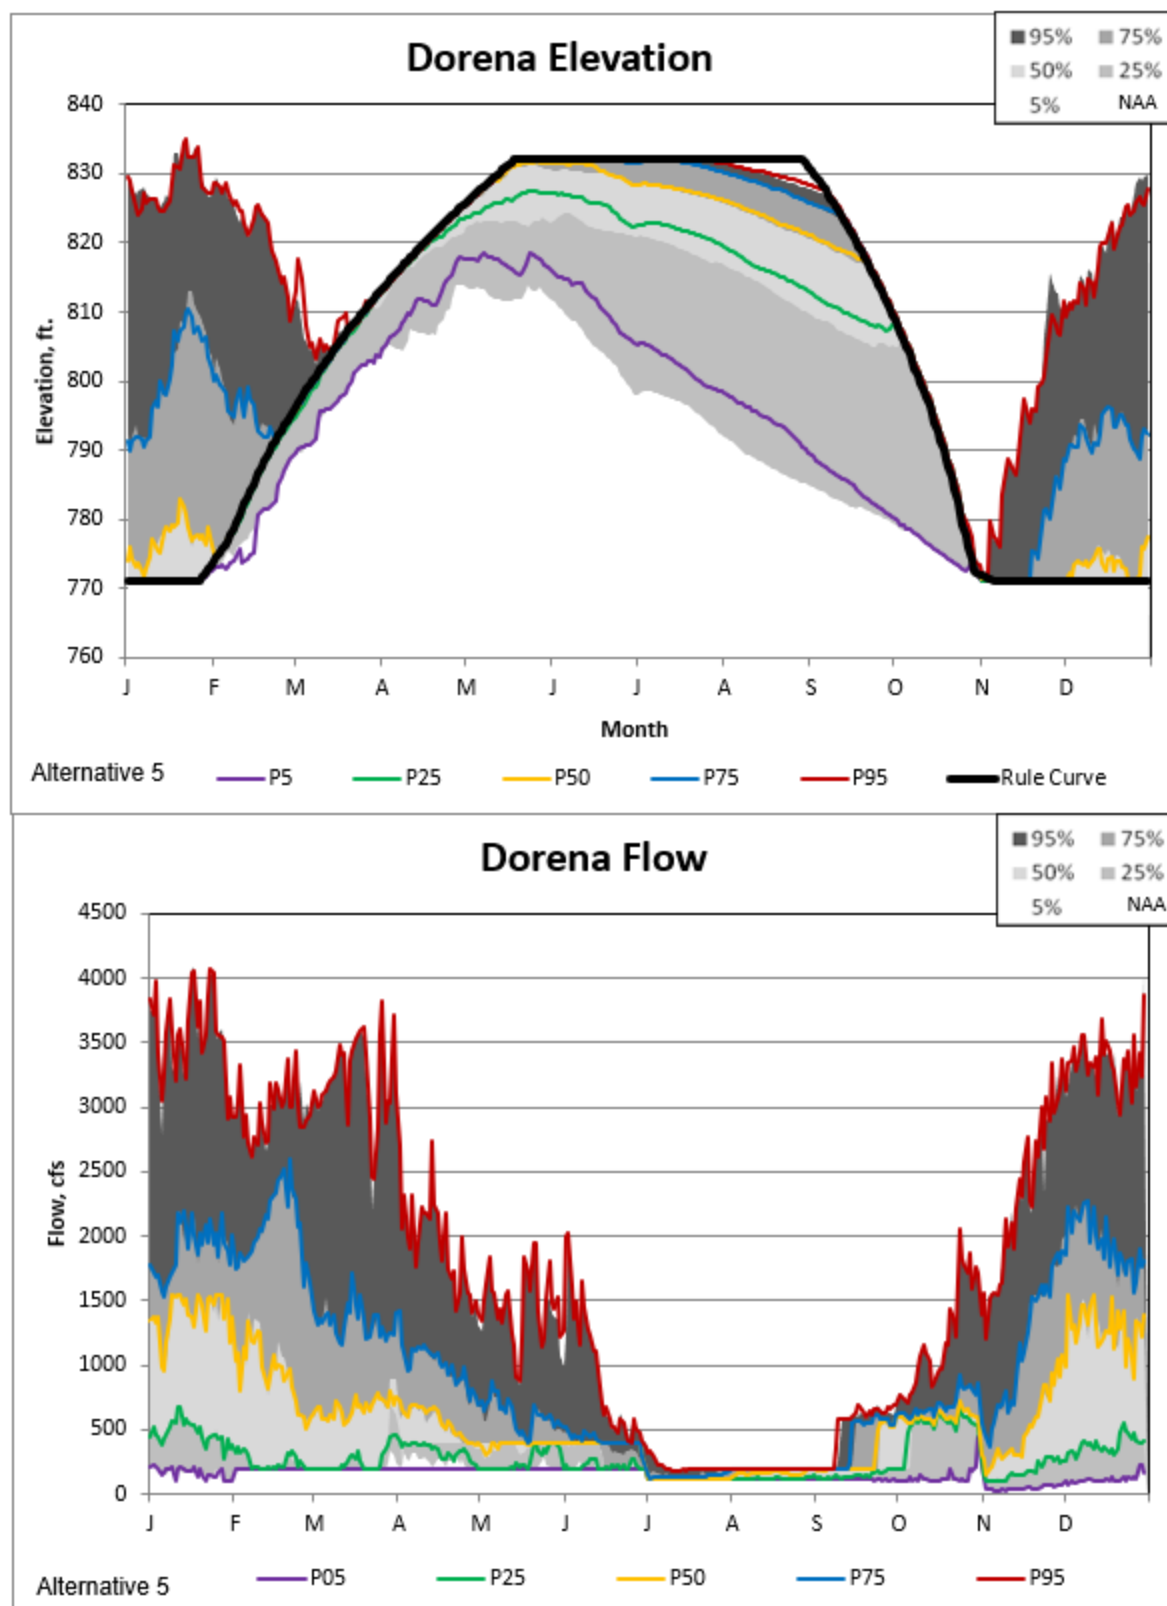 Dorena Elevation
95% 75%
50% 25%
5% NAA
840
830
820
810
800
790
780
770
760
Elevation, ft.
J F M A M J J A S O N D
Month
Alternative 5 P5 P25 P50 P75 P95 Rule Curve
Dorena Flow
95% 75%
50% 25%
5% NAA
4500
4000
3500
3000
2500
2000
1500
1000
500
0
Flow, cfs
J F M A M J J A S O N D
Alternative 5 P05 P25 P50 P75 P95